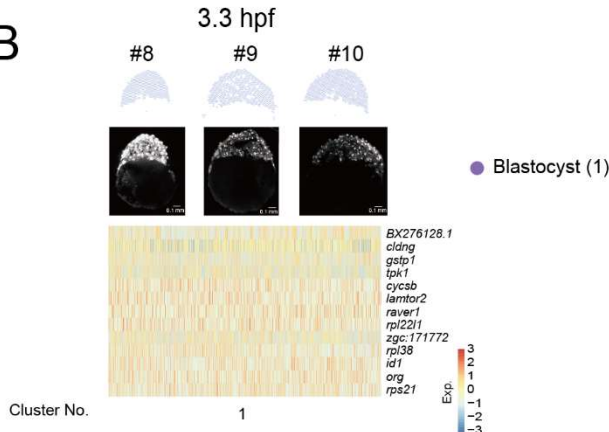 B
3.3 hpf
#8 #9 #10
0.1 mm 0.1 mm 0.1 mm
Blastocyst (1)
BX276128.1
cldng
gstp1
tpk1
cycsb
lamtor2
raver1
rpl22l1
zgc:171772
rpl38
id1
org
rps21
Exp.
3
2
1
0
−1
−2
−3
Cluster No. 1